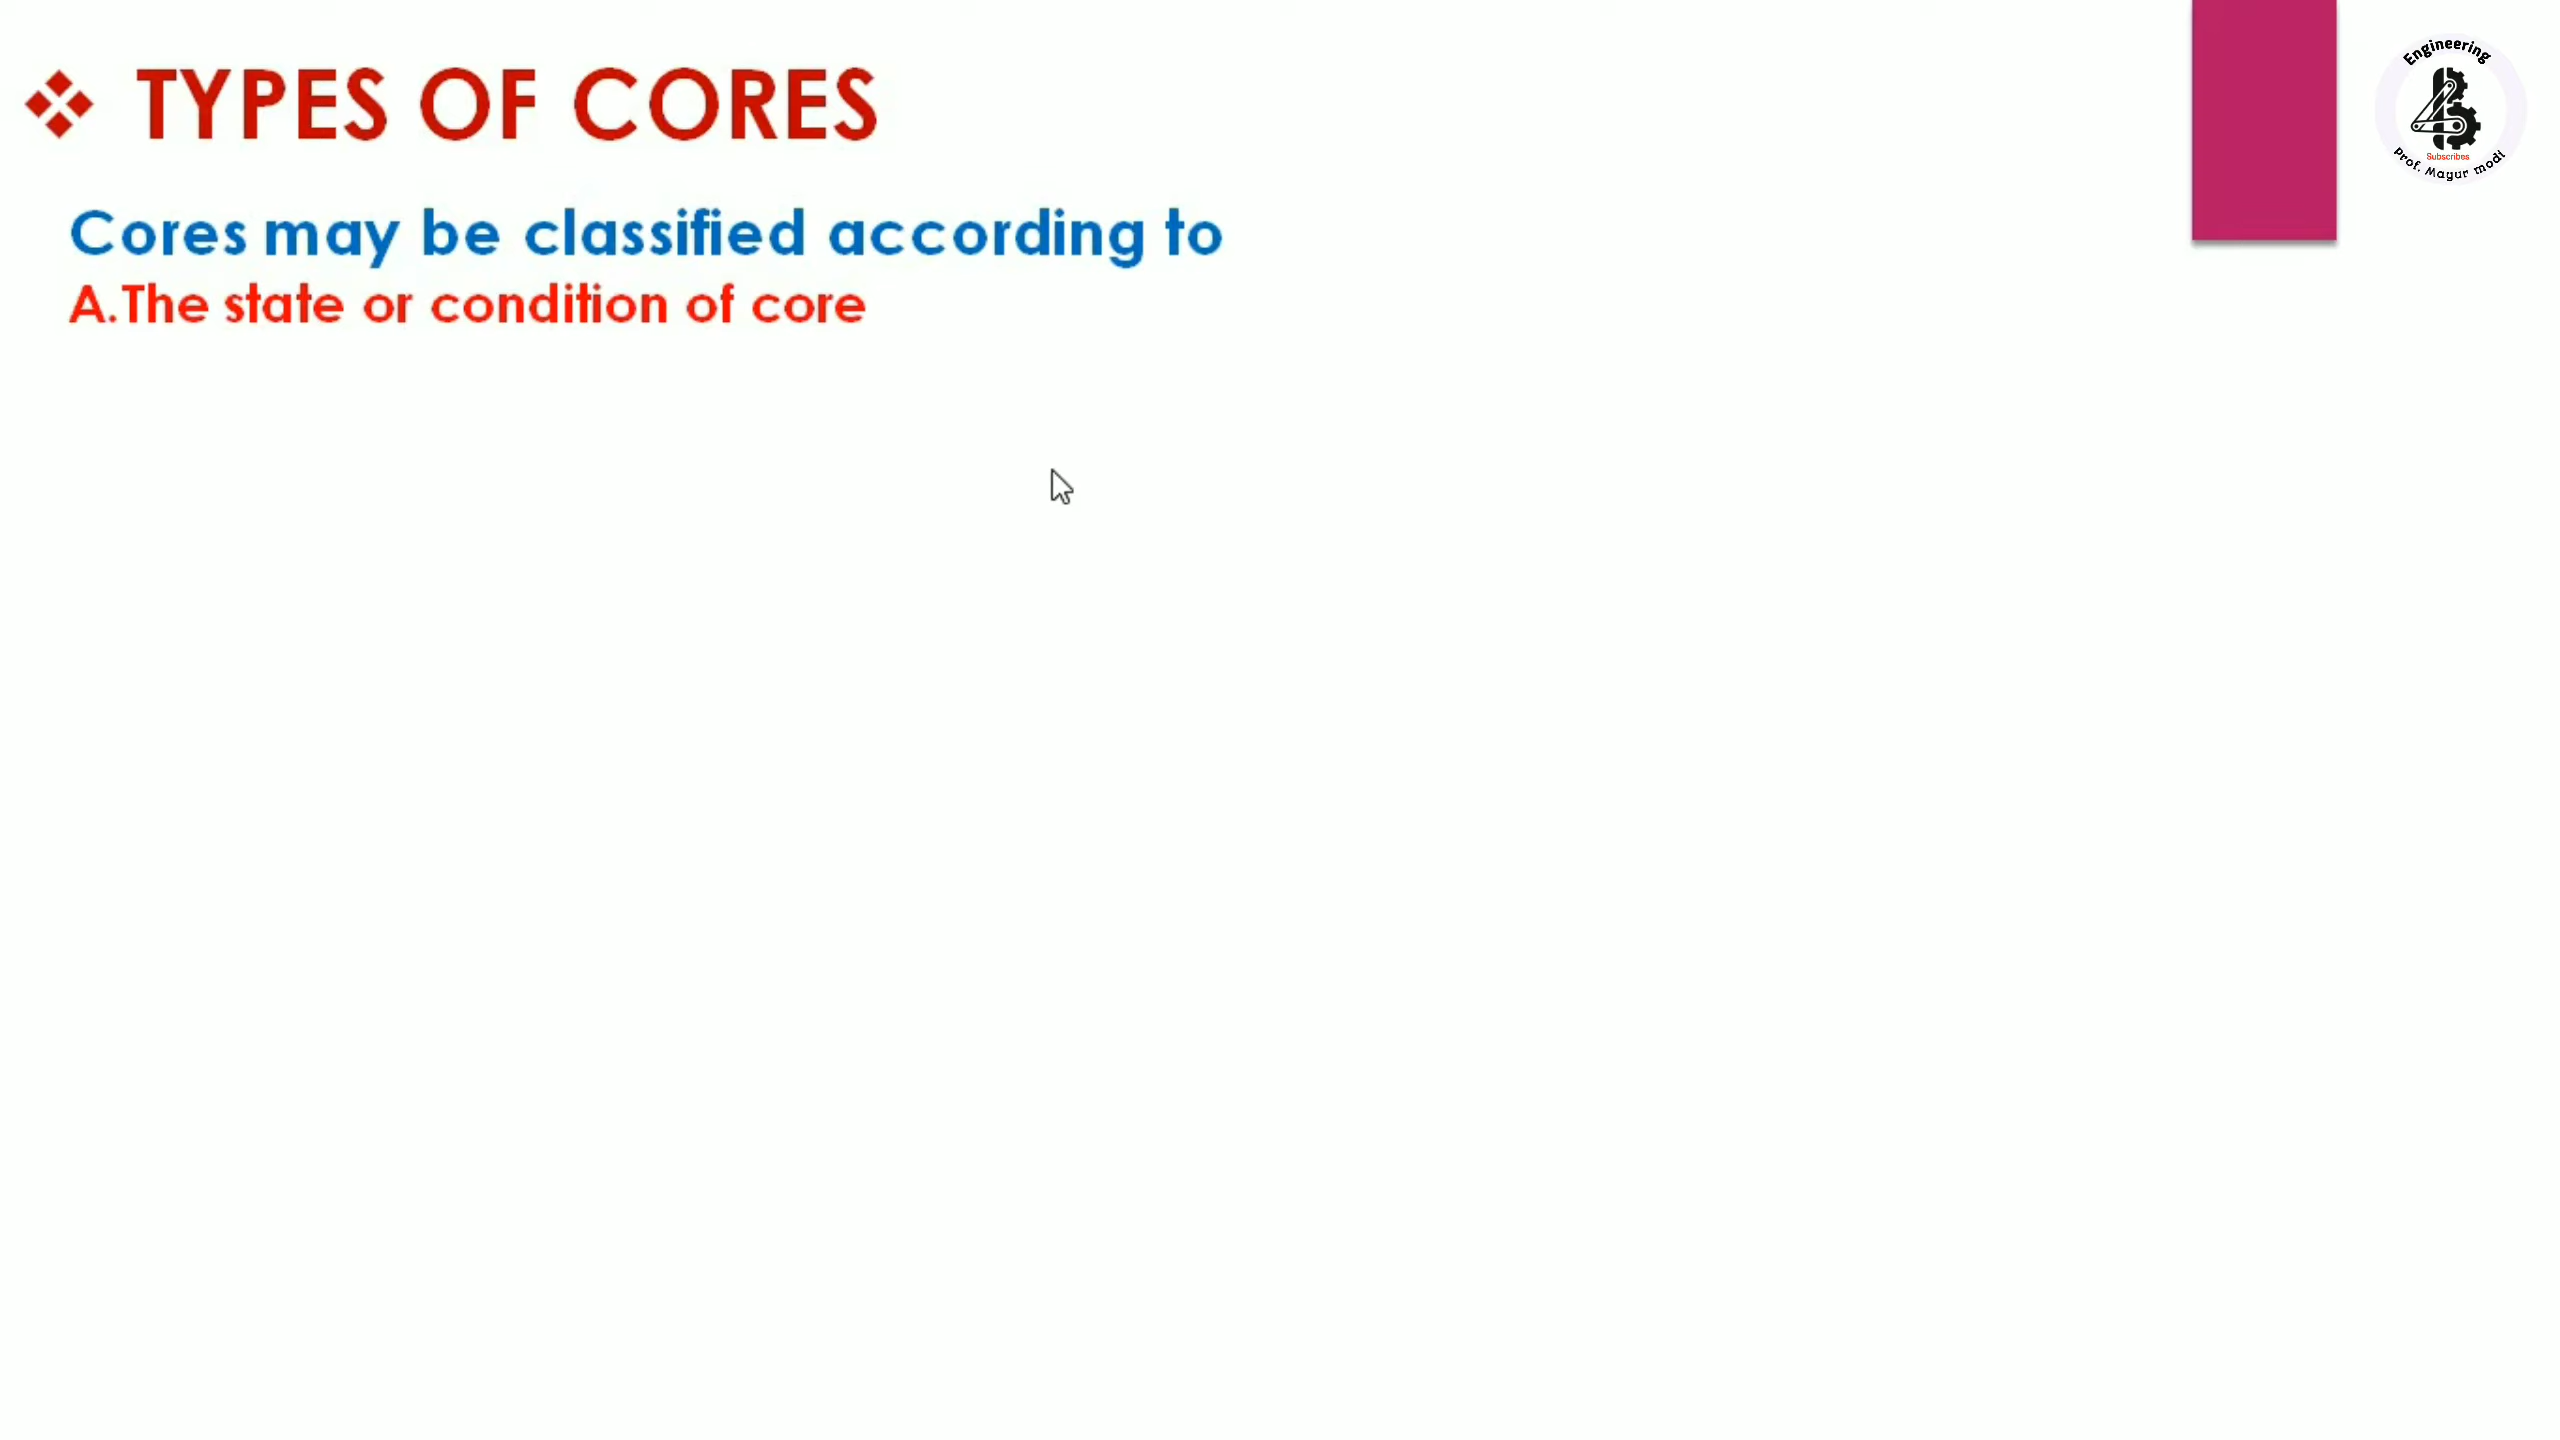 TYPES OF CORES
Cores may be classified according to
A.The state or condition of core
Engineering
Subscribes
Prof. Mayur modi